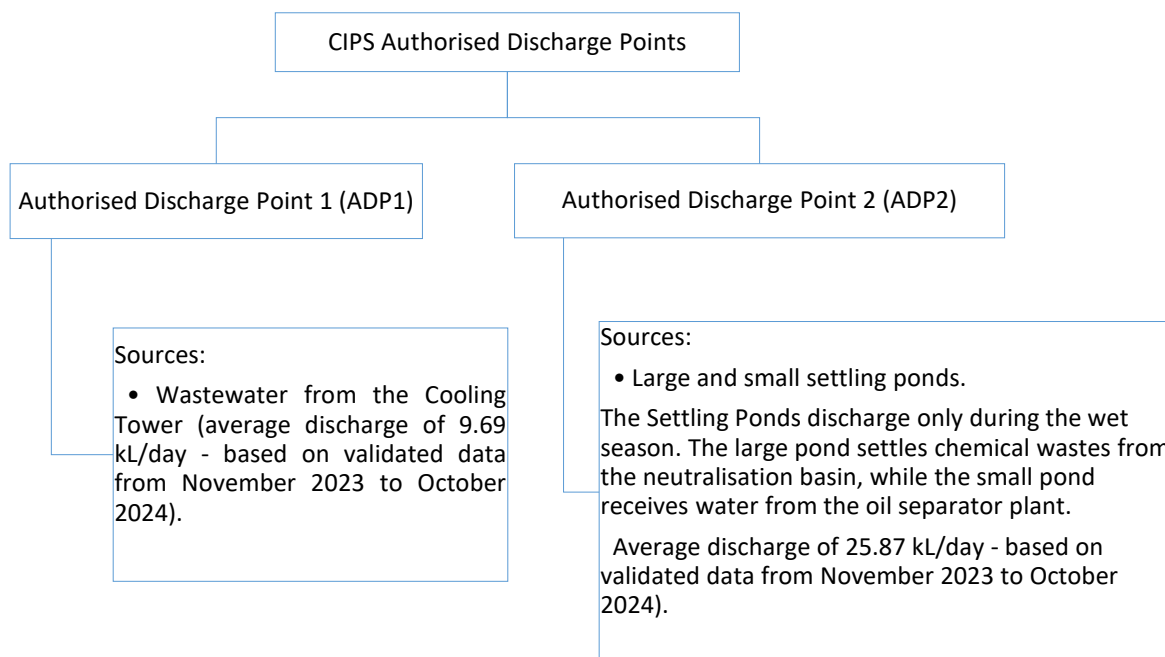 CIPS Authorised Discharge Points
Authorised Discharge Point 1 (ADP1)
Authorised Discharge Point 2 (ADP2)
Sources:
• Wastewater from the Cooling
Tower (average discharge of 9.69
kL/day - based on validated data
from November 2023 to October
2024).
Sources:
• Large and small settling ponds.
The Settling Ponds discharge only during the wet
season. The large pond settles chemical wastes from
the neutralisation basin, while the small pond
receives water from the oil separator plant.
Average discharge of 25.87 kL/day - based on
validated data from November 2023 to October
2024).